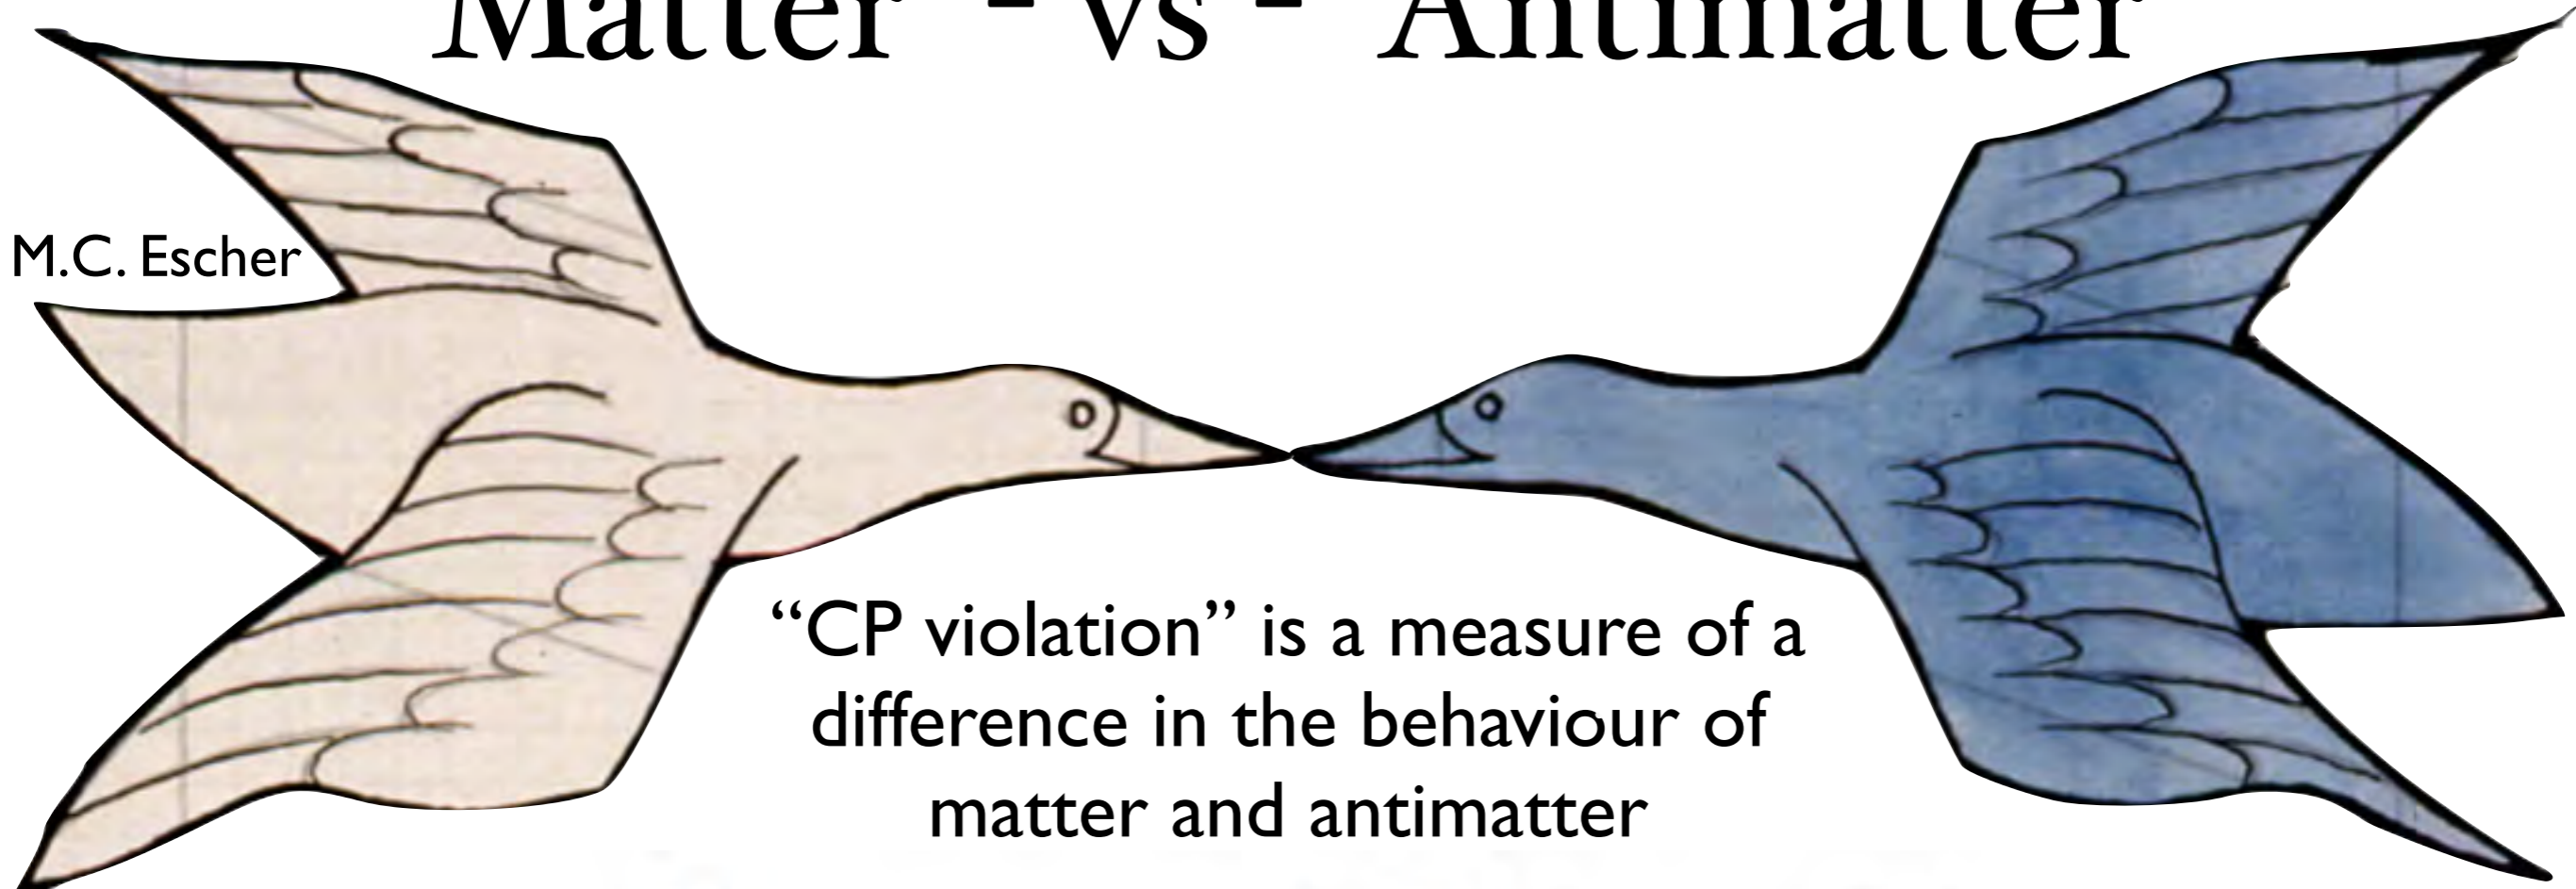 Matter - vs - Antimatter
M.C. Escher
“CP violation” is a measure of a
difference in the behaviour of
matter and antimatter